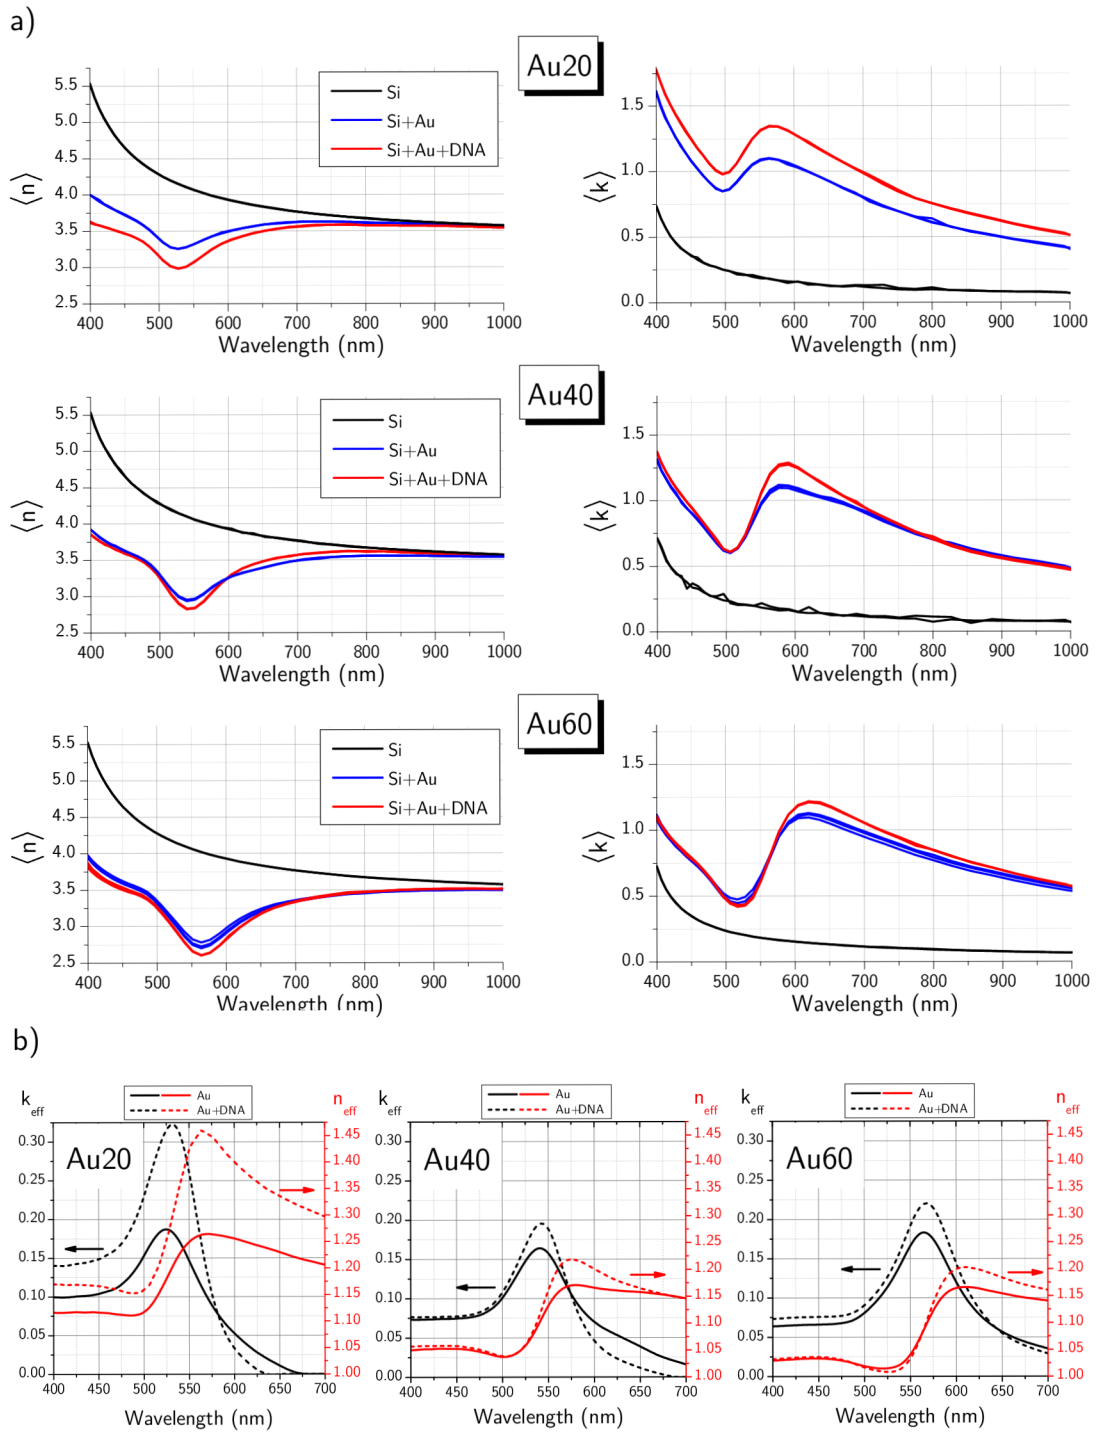 a)
Au20
5.5
5.0
4.5
4.0
3.5
3.0
2.5
⟨n⟩
Si
Si+Au
Si+Au+DNA
400 500 600 700 800 900 1000
Wavelength (nm)
1.5
1.0
0.5
0.0
⟨k⟩
400 500 600 700 800 900 1000
Wavelength (nm)
Au40
5.5
5.0
4.5
4.0
3.5
3.0
2.5
⟨n⟩
Si
Si+Au
Si+Au+DNA
400 500 600 700 800 900 1000
Wavelength (nm)
1.5
1.0
0.5
0.0
⟨k⟩
400 500 600 700 800 900 1000
Wavelength (nm)
Au60
5.5
5.0
4.5
4.0
3.5
3.0
2.5
⟨n⟩
Si
Si+Au
Si+Au+DNA
400 500 600 700 800 900 1000
Wavelength (nm)
1.5
1.0
0.5
0.0
⟨k⟩
400 500 600 700 800 900 1000
Wavelength (nm)
b)
k eff
Au
Au+DNA
n eff
Au20
0.30
0.25
0.20
0.15
0.10
0.05
0.00
1.45
1.40
1.35
1.30
1.25
1.20
1.15
1.10
1.05
1.00
400 450 500 550 600 650 700
Wavelength (nm)
k eff
Au
Au+DNA
n eff
Au40
0.30
0.25
0.20
0.15
0.10
0.05
0.00
1.45
1.40
1.35
1.30
1.25
1.20
1.15
1.10
1.05
1.00
400 450 500 550 600 650 700
Wavelength (nm)
k eff
Au
Au+DNA
n eff
Au60
0.30
0.25
0.20
0.15
0.10
0.05
0.00
1.45
1.40
1.35
1.30
1.25
1.20
1.15
1.10
1.05
1.00
400 450 500 550 600 650 700
Wavelength (nm)